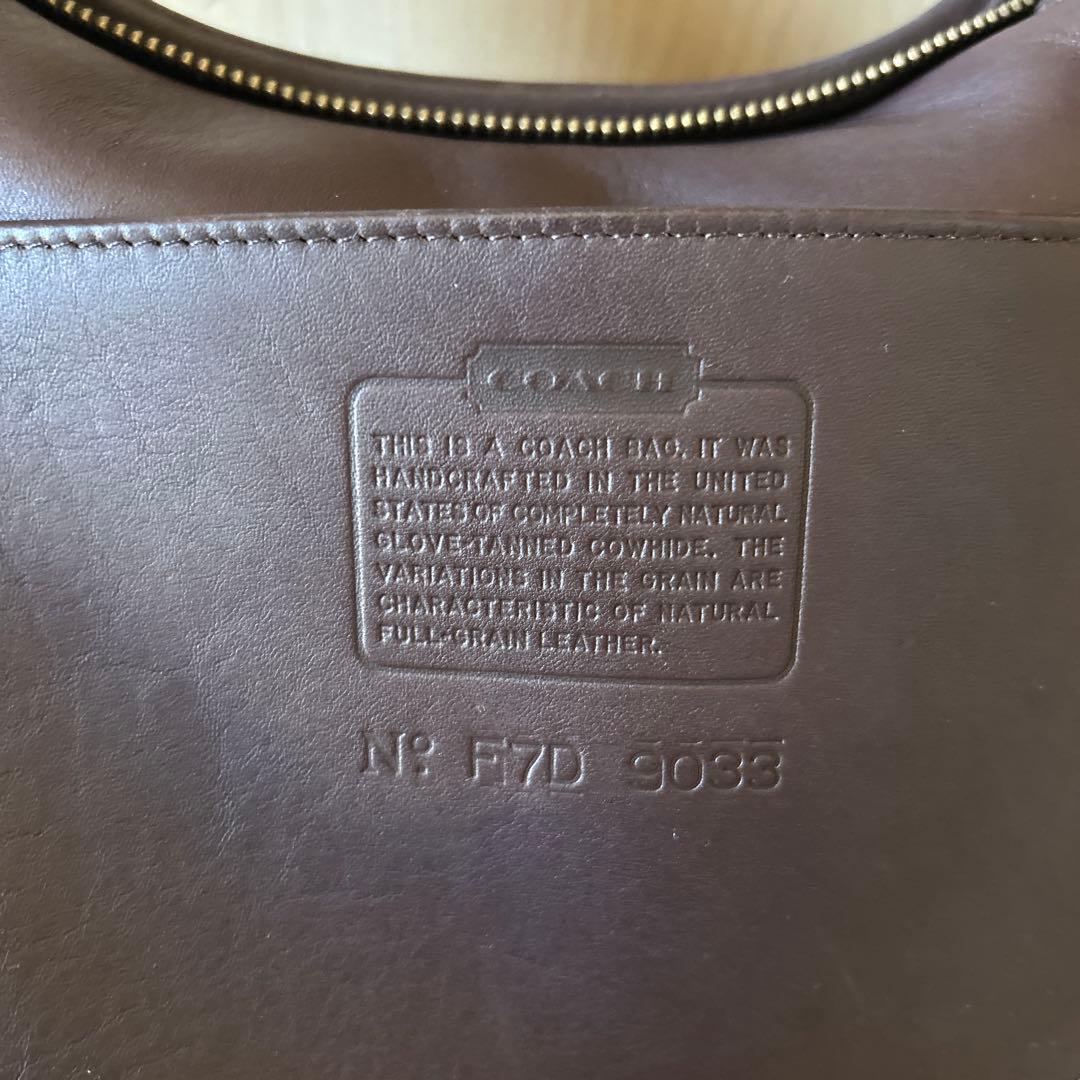 COACH
THIS IS A COACH BAG. IT WAS
HANDCRAFTED IN THE UNITED
STATES OF COMPLETELY NATURAL
GLOVE-TANNED COWHIDE. THE
VARIATIONS IN THE GRAIN ARE
CHARACTERISTIC OF NATURAL
FULL-GRAIN LEATHER.
Nº: F7D 9033